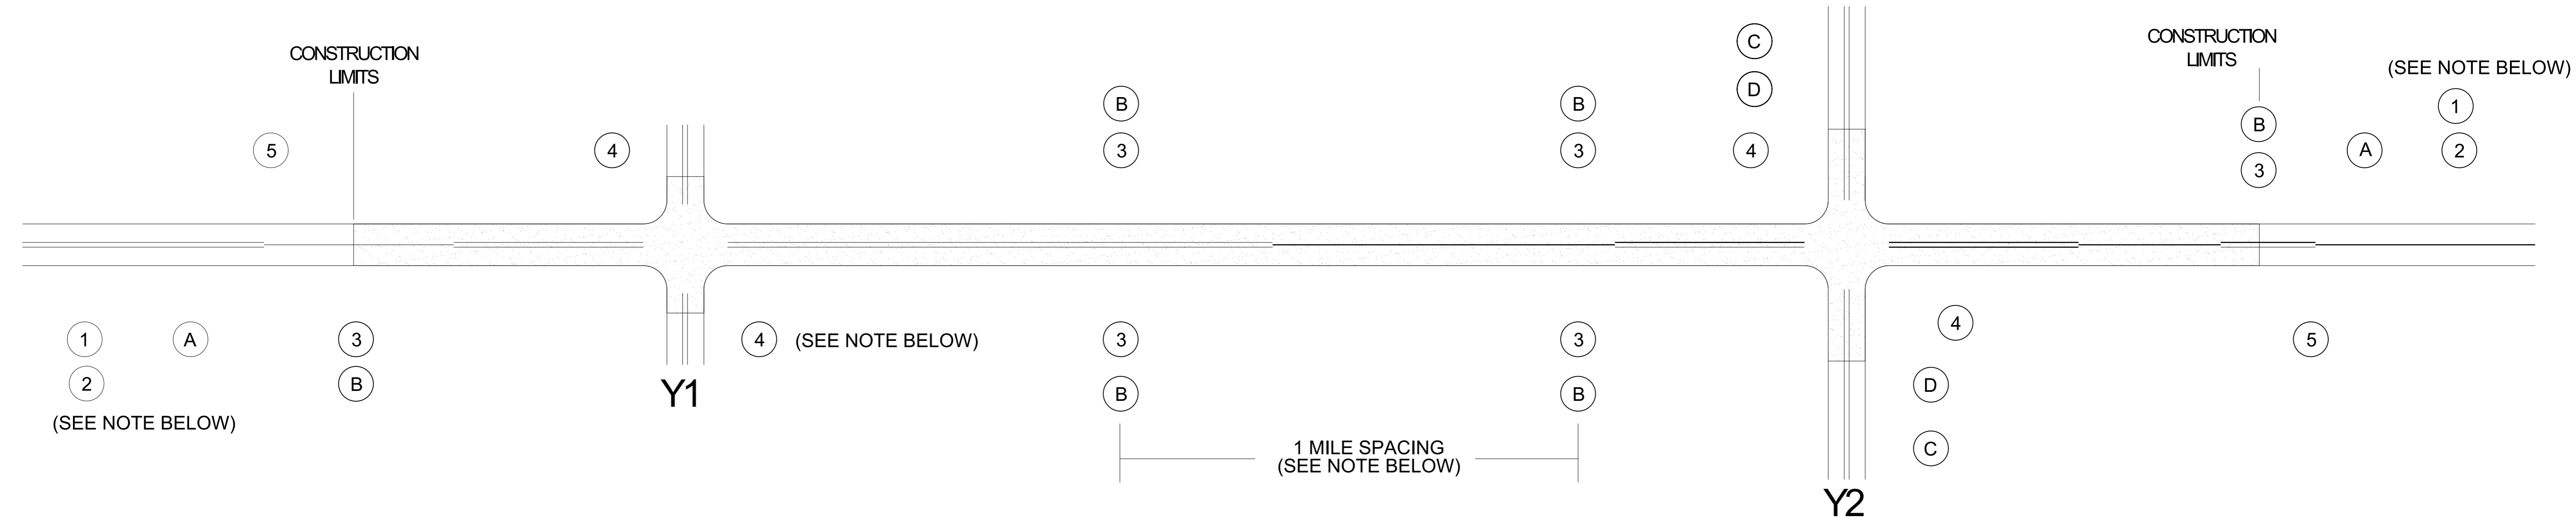 CONSTRUCTION
LIMITS
CONSTRUCTION
LIMITS
(SEE NOTE BELOW)
C
D
B
B
B
1
5
4
3
3
4
3
A
2
1
A
3
4
(SEE NOTE BELOW)
3
3
4
5
2
B
B
B
D
(SEE NOTE BELOW)
Y1
1 MILE SPACING
(SEE NOTE BELOW)
C
Y2